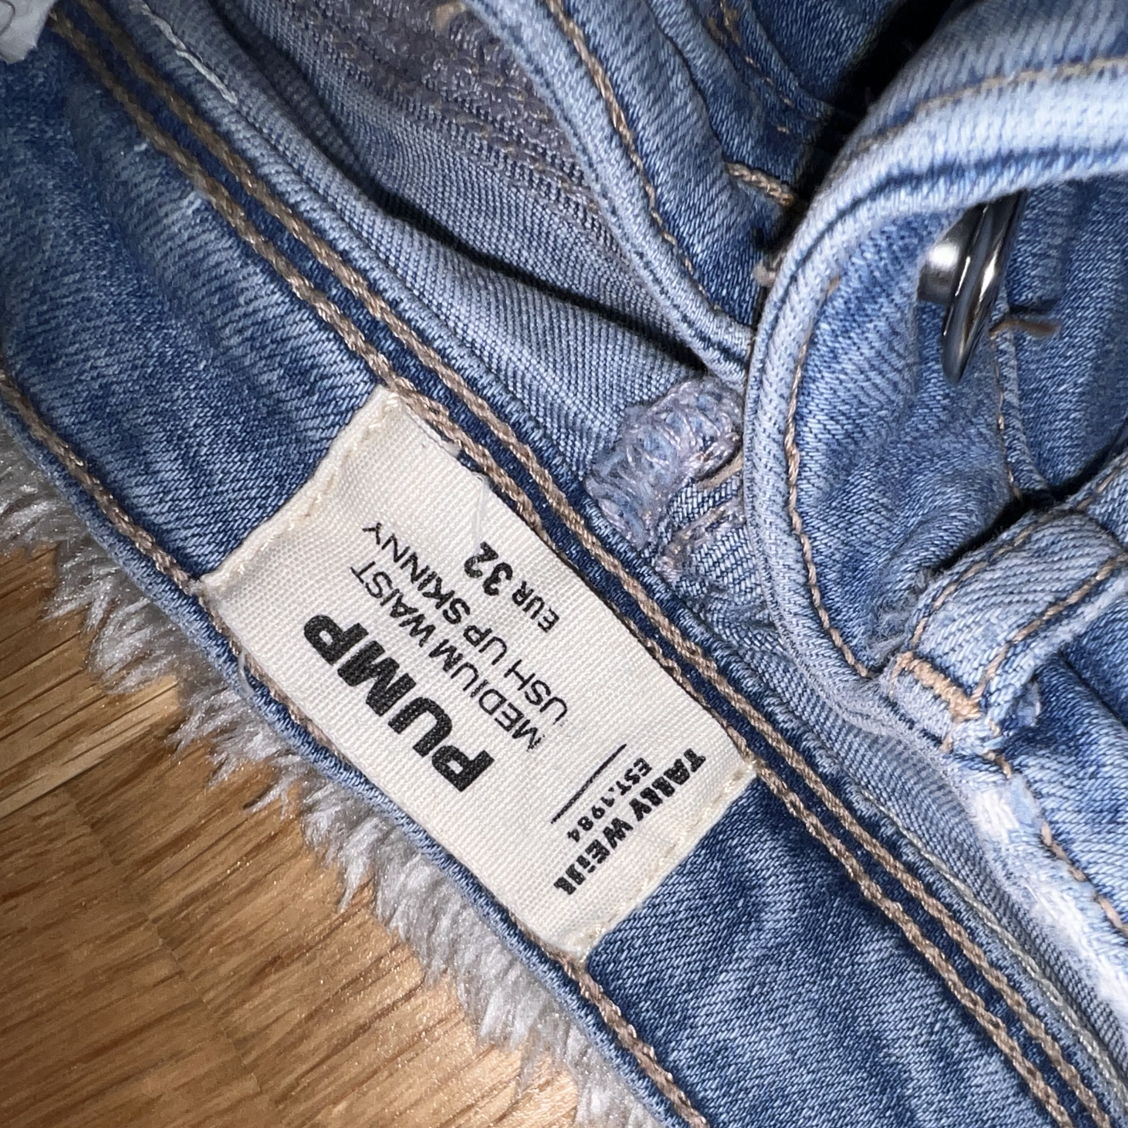 PUMP
MEDIUM WAIST
USH UP SKINNY
EUR 32
TALLY WEiJL
EST. 1984